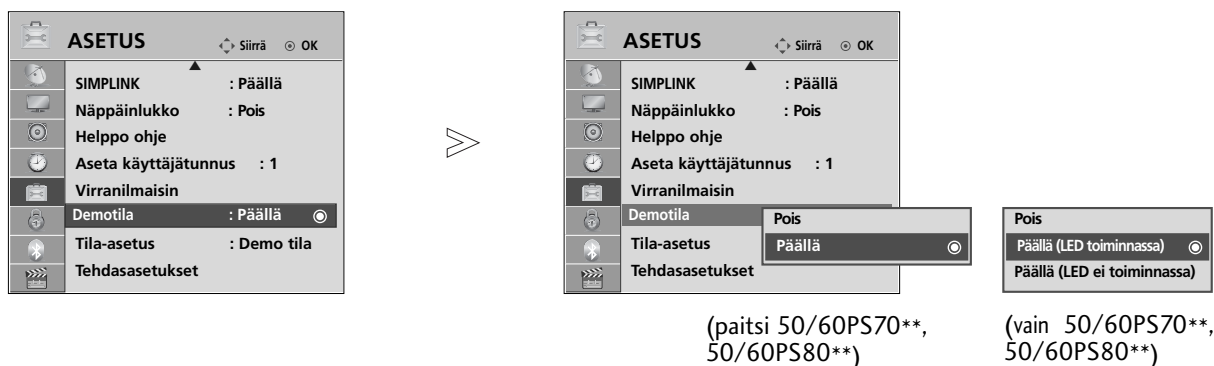 ASETUS Siirrä OK
SIMPLINK : Päällä
Näppäinlukko : Pois
Helppo ohje
Aseta käyttäjätunnus : 1
Virranilmaisin
Demotila : Päällä
Tila-asetus : Demo tila
Tehdasasetukset
ASETUS Siirrä OK
SIMPLINK : Päällä
Näppäinlukko : Pois
Helppo ohje
Aseta käyttäjätunnus : 1
Virranilmaisin
Demotila
Tila-asetus
Tehdasasetukset
Pois
Päällä
(paitsi 50/60PS70**,
50/60PS80**)
Pois
Päällä (LED toiminnassa)
Päällä (LED ei toiminnassa)
(vain 50/60PS70**,
50/60PS80**)